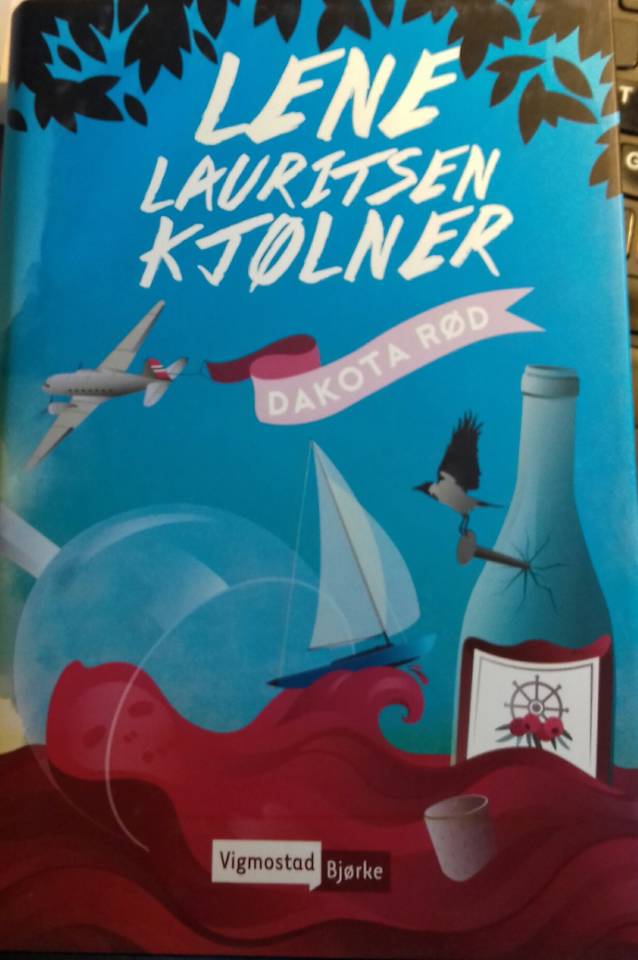 LENE
LAURITSEN
KJØLNER
DAKOTA RØD
Vigmostad
Bjørke
T
G